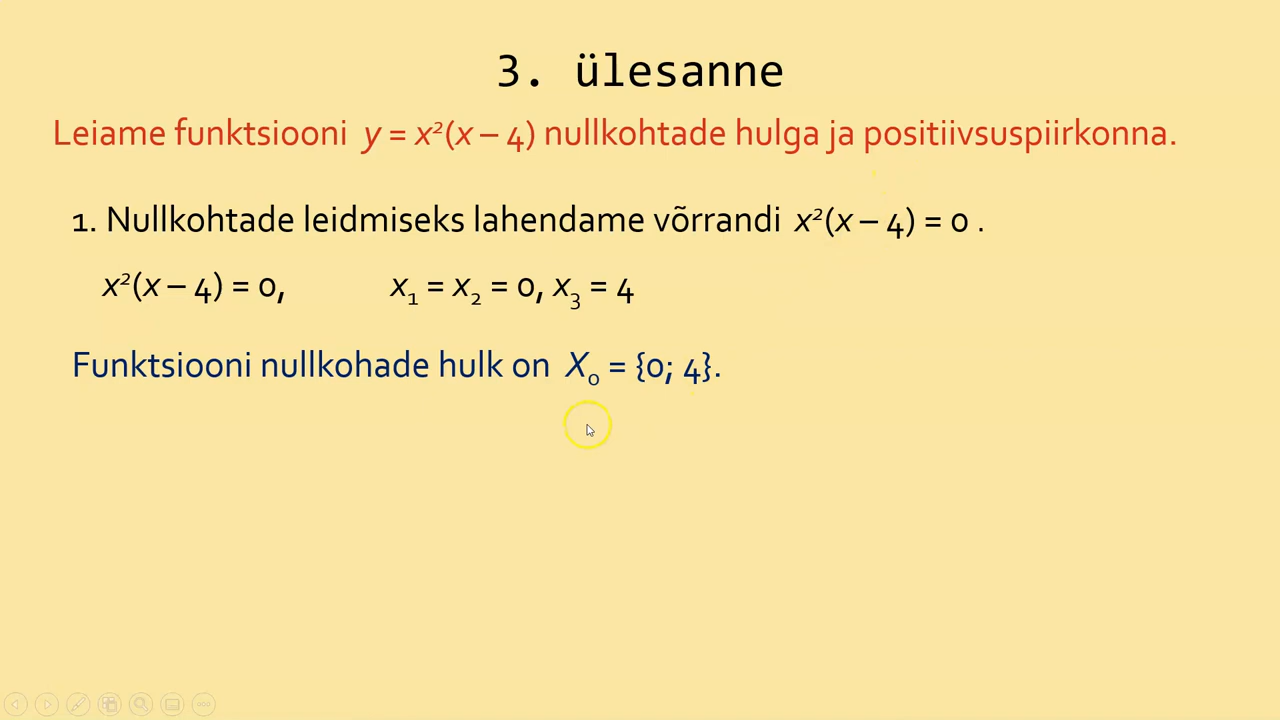 3. ülesanne
Leiame funktsiooni y = x²(x – 4) nullkohtade hulga ja positiivsuspiirkonna.
1. Nullkohtade leidmiseks lahendame võrrandi x²(x – 4) = 0 .
x²(x – 4) = 0, x₁ = x₂ = 0, x₃ = 4
Funktsiooni nullkohade hulk on X₀ = {0; 4}.